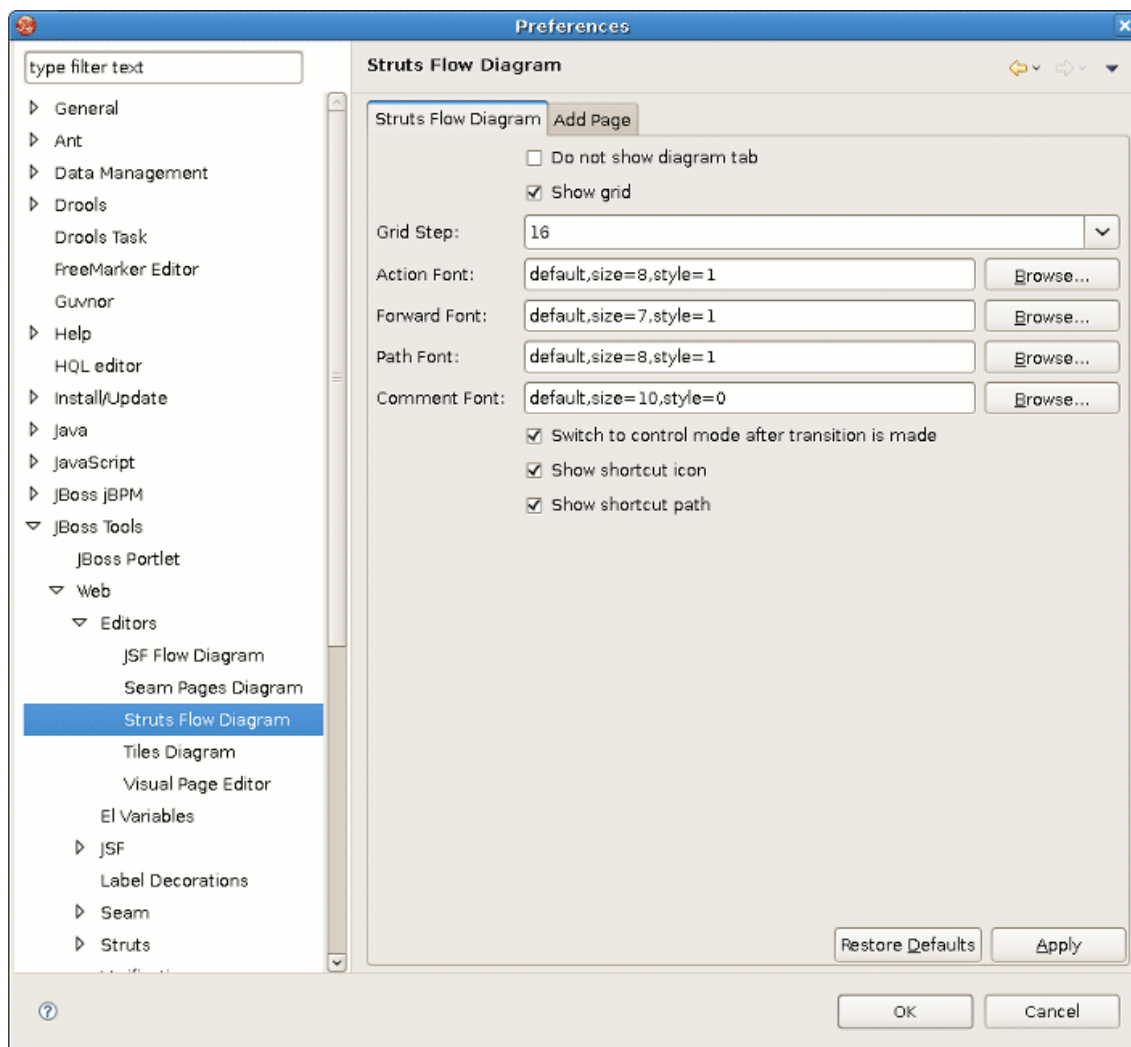 Preferences
type filter text
General
Ant
Data Management
Drools
Drools Task
FreeMarker Editor
Guvnor
Help
HQL editor
Install/Update
Java
JavaScript
JBoss jBPM
JBoss Tools
JBoss Portlet
Web
Editors
JSF Flow Diagram
Seam Pages Diagram
Struts Flow Diagram
Tiles Diagram
Visual Page Editor
El Variables
JSF
Label Decorations
Seam
Struts
Struts Flow Diagram
Struts Flow Diagram Add Page
Do not show diagram tab
Show grid
Grid Step: 16
Action Font: default,size=8,style=1 Browse...
Forward Font: default,size=7,style=1 Browse...
Path Font: default,size=8,style=1 Browse...
Comment Font: default,size=10,style=0 Browse...
Switch to control mode after transition is made
Show shortcut icon
Show shortcut path
Restore Defaults Apply
OK Cancel